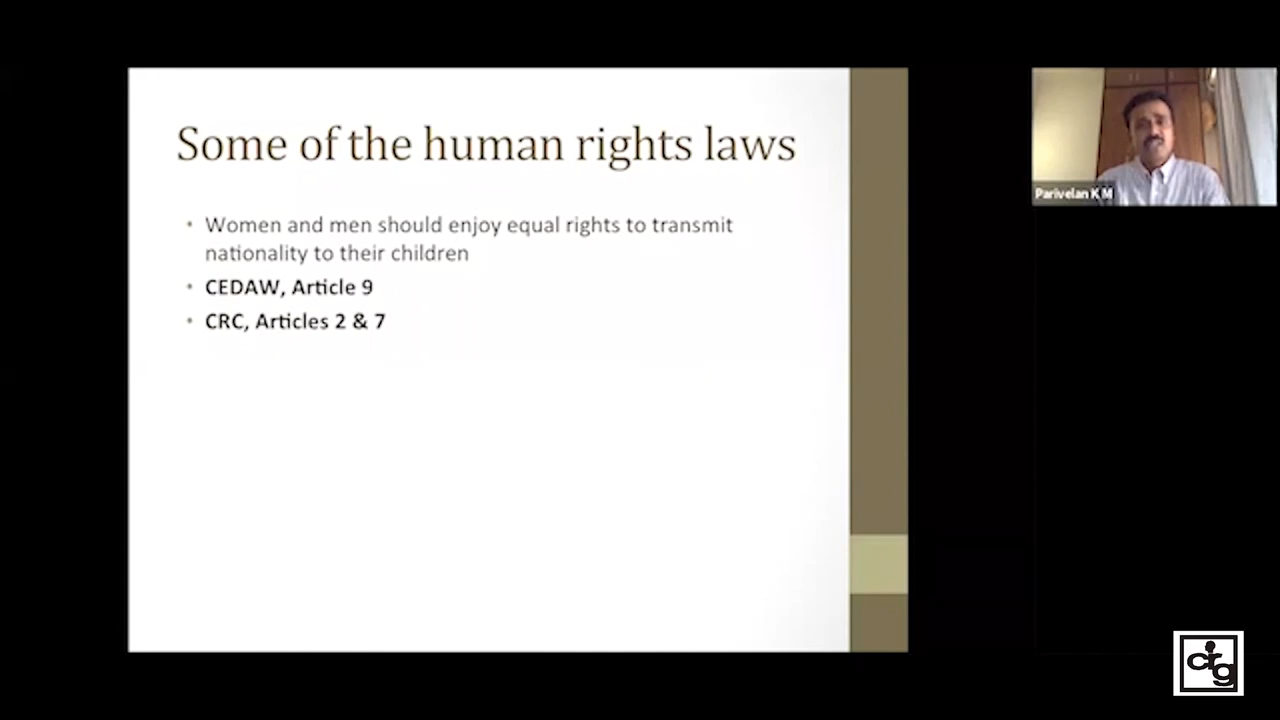 Some of the human rights laws
• Women and men should enjoy equal rights to transmit
nationality to their children
• CEDAW, Article 9
• CRC, Articles 2 & 7
Parivelan K M
crg